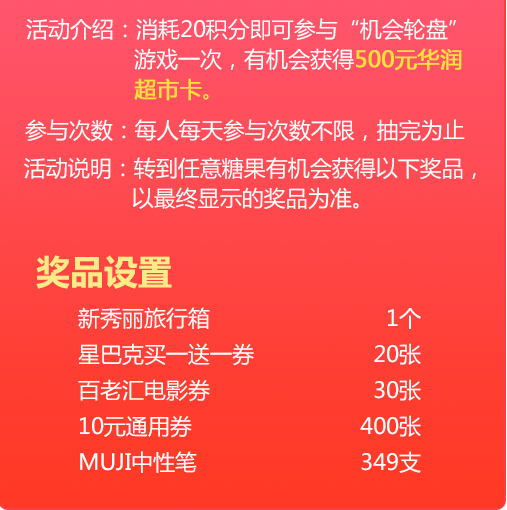 活动介绍：消耗20积分即可参与“机会轮盘”
游戏一次，有机会获得500元华润
超市卡。
参与次数：每人每天参与次数不限，抽完为止
活动说明：转到任意糖果有机会获得以下奖品，
以最终显示的奖品为准。
奖品设置
新秀丽旅行箱 1个
星巴克买一送一券 20张
百老汇电影券 30张
10元通用券 400张
MUJI中性笔 349支